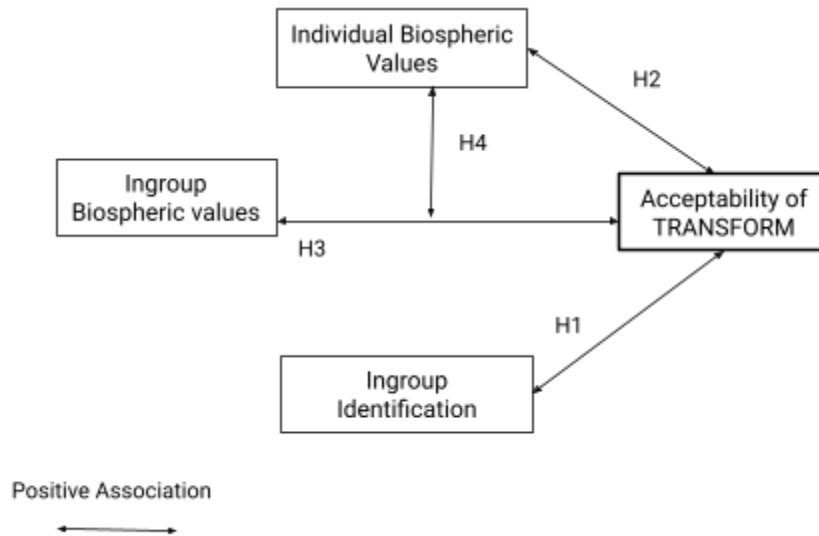 Individual Biospheric
Values
H2
H4
Ingroup
Biospheric values
Acceptability of
TRANSFORM
H3
H1
Ingroup
Identification
Positive Association